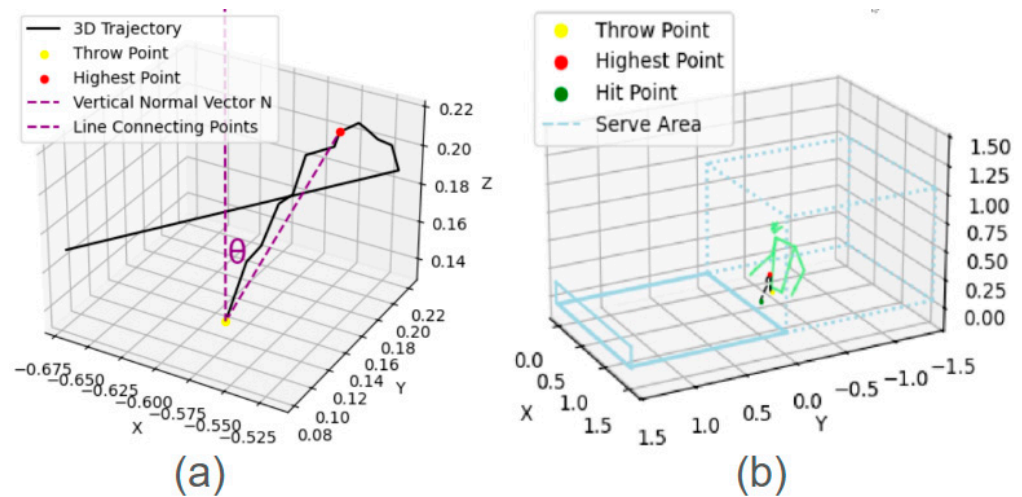 3D Trajectory
Throw Point
Highest Point
Vertical Normal Vector N
Line Connecting Points
θ
0.22
0.20
0.18
0.16
0.14
Z
−0.675
−0.650
−0.625
−0.600
−0.575
−0.550
−0.525
X
0.08
0.10
0.12
0.14
0.16
0.18
0.20
0.22
Y
(a)
Throw Point
Highest Point
Hit Point
Serve Area
1.50
1.25
1.00
0.75
0.50
0.25
0.00
0.0
0.5
1.0
1.5
X
1.5
1.0
0.5
0.0
−0.5
−1.0
−1.5
Y
(b)